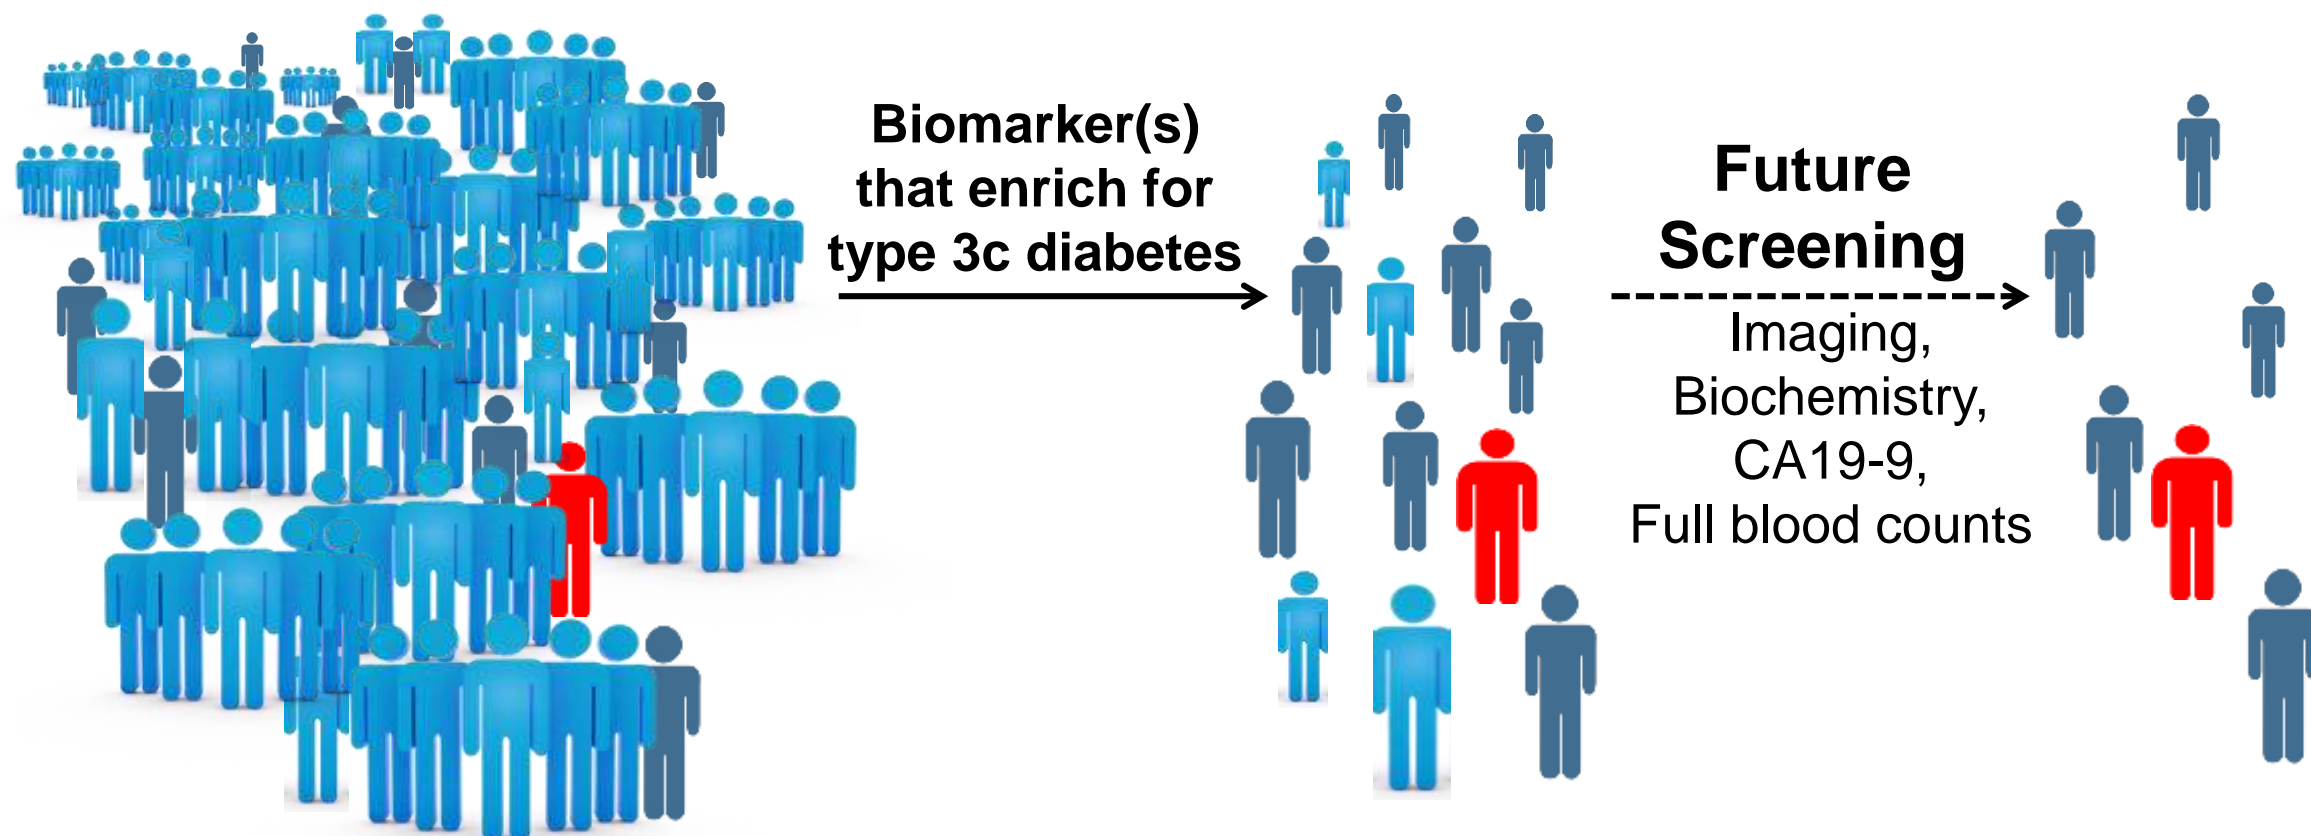 Biomarker(s)
that enrich for
type 3c diabetes
Future
Screening
Imaging,
Biochemistry,
CA19-9,
Full blood counts